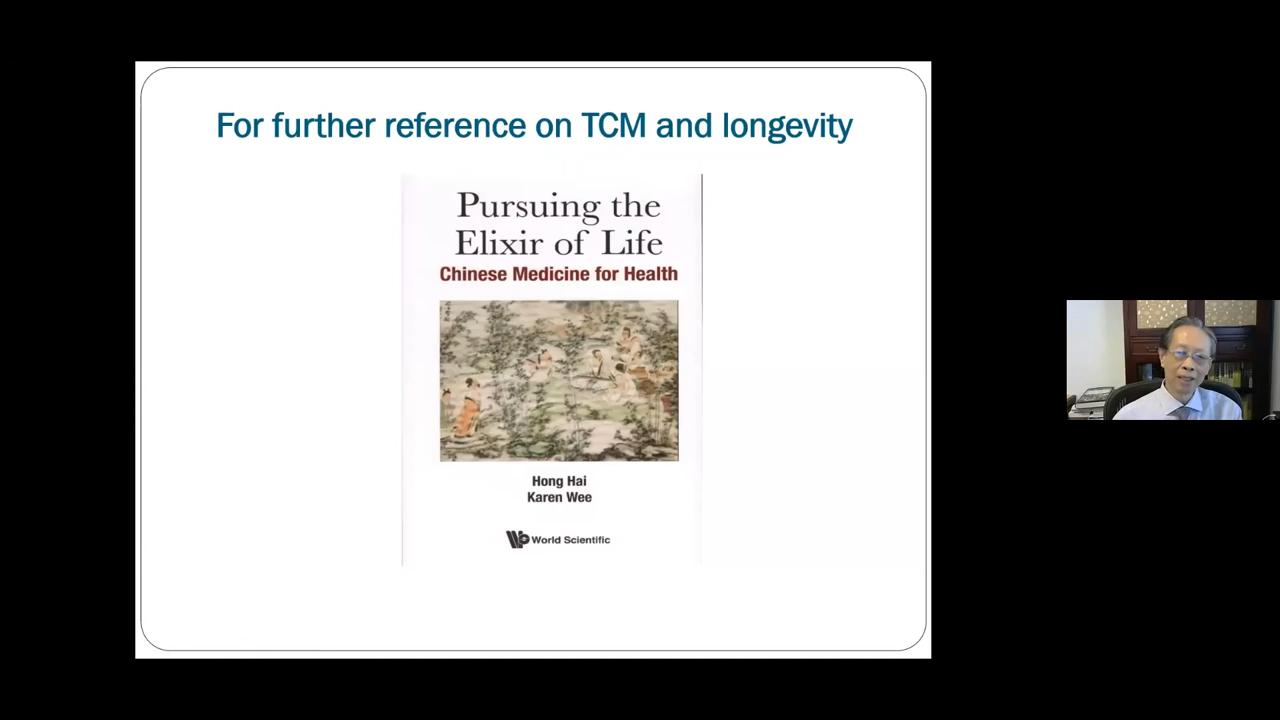 For further reference on TCM and longevity
Pursuing the
Elixir of Life
Chinese Medicine for Health
Hong Hai
Karen Wee
World Scientific